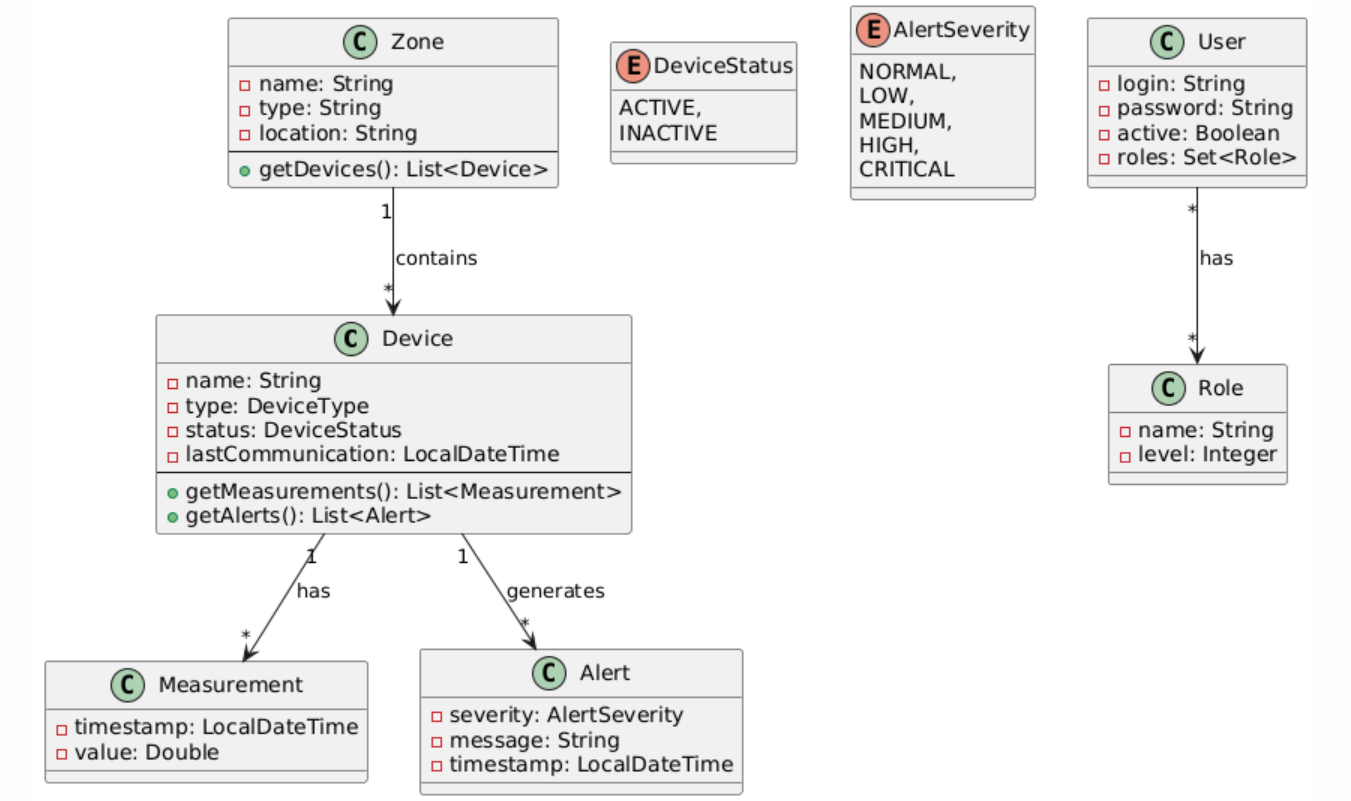 C Zone
name: String
type: String
location: String
getDevices(): List<Device>
E DeviceStatus
ACTIVE,
INACTIVE
E AlertSeverity
NORMAL,
LOW,
MEDIUM,
HIGH,
CRITICAL
C User
login: String
password: String
active: Boolean
roles: Set<Role>
1
contains
*
*
has
*
C Device
name: String
type: DeviceType
status: DeviceStatus
lastCommunication: LocalDateTime
getMeasurements(): List<Measurement>
getAlerts(): List<Alert>
C Role
name: String
level: Integer
1
has
*
1
generates
*
C Measurement
timestamp: LocalDateTime
value: Double
C Alert
severity: AlertSeverity
message: String
timestamp: LocalDateTime